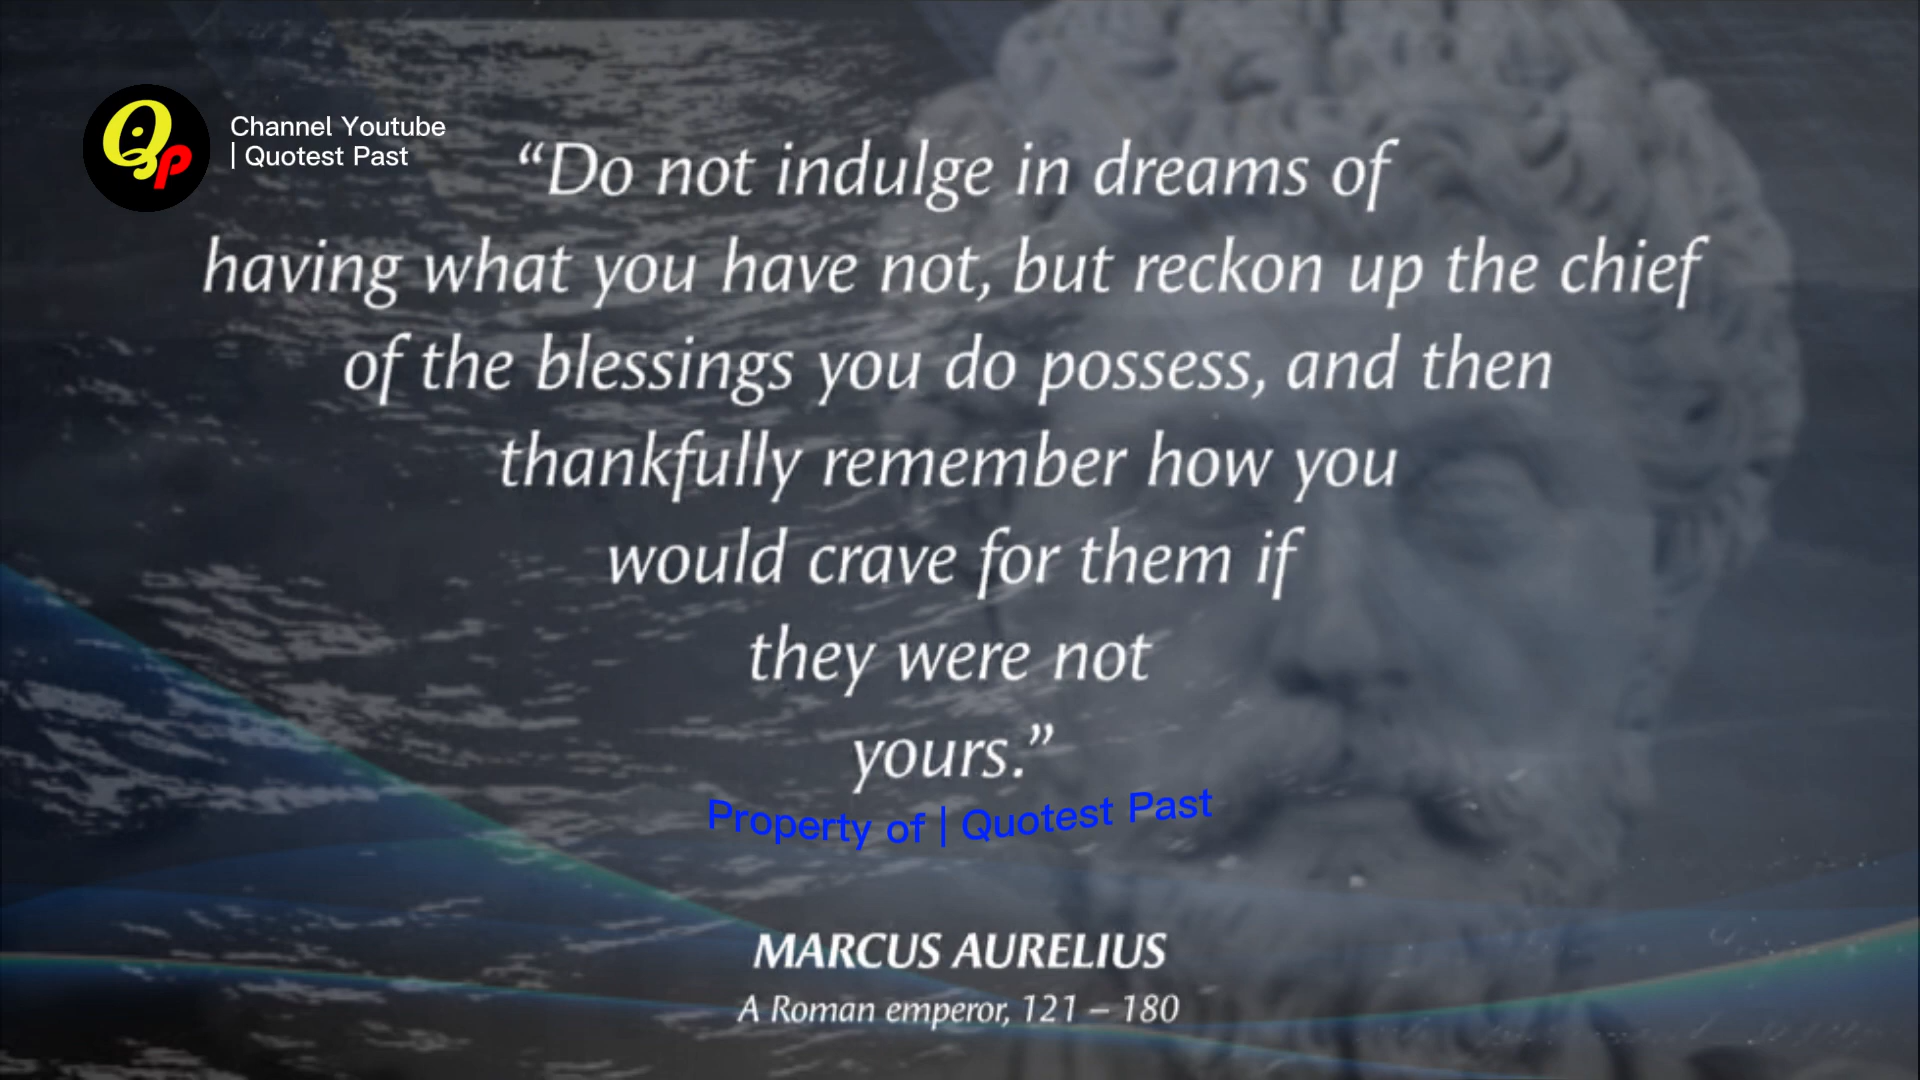 Channel Youtube
| Quotest Past
“Do not indulge in dreams of
having what you have not, but reckon up the chief
of the blessings you do possess, and then
thankfully remember how you
would crave for them if
they were not
yours.”
Property of | Quotest Past
MARCUS AURELIUS
A Roman emperor, 121 – 180